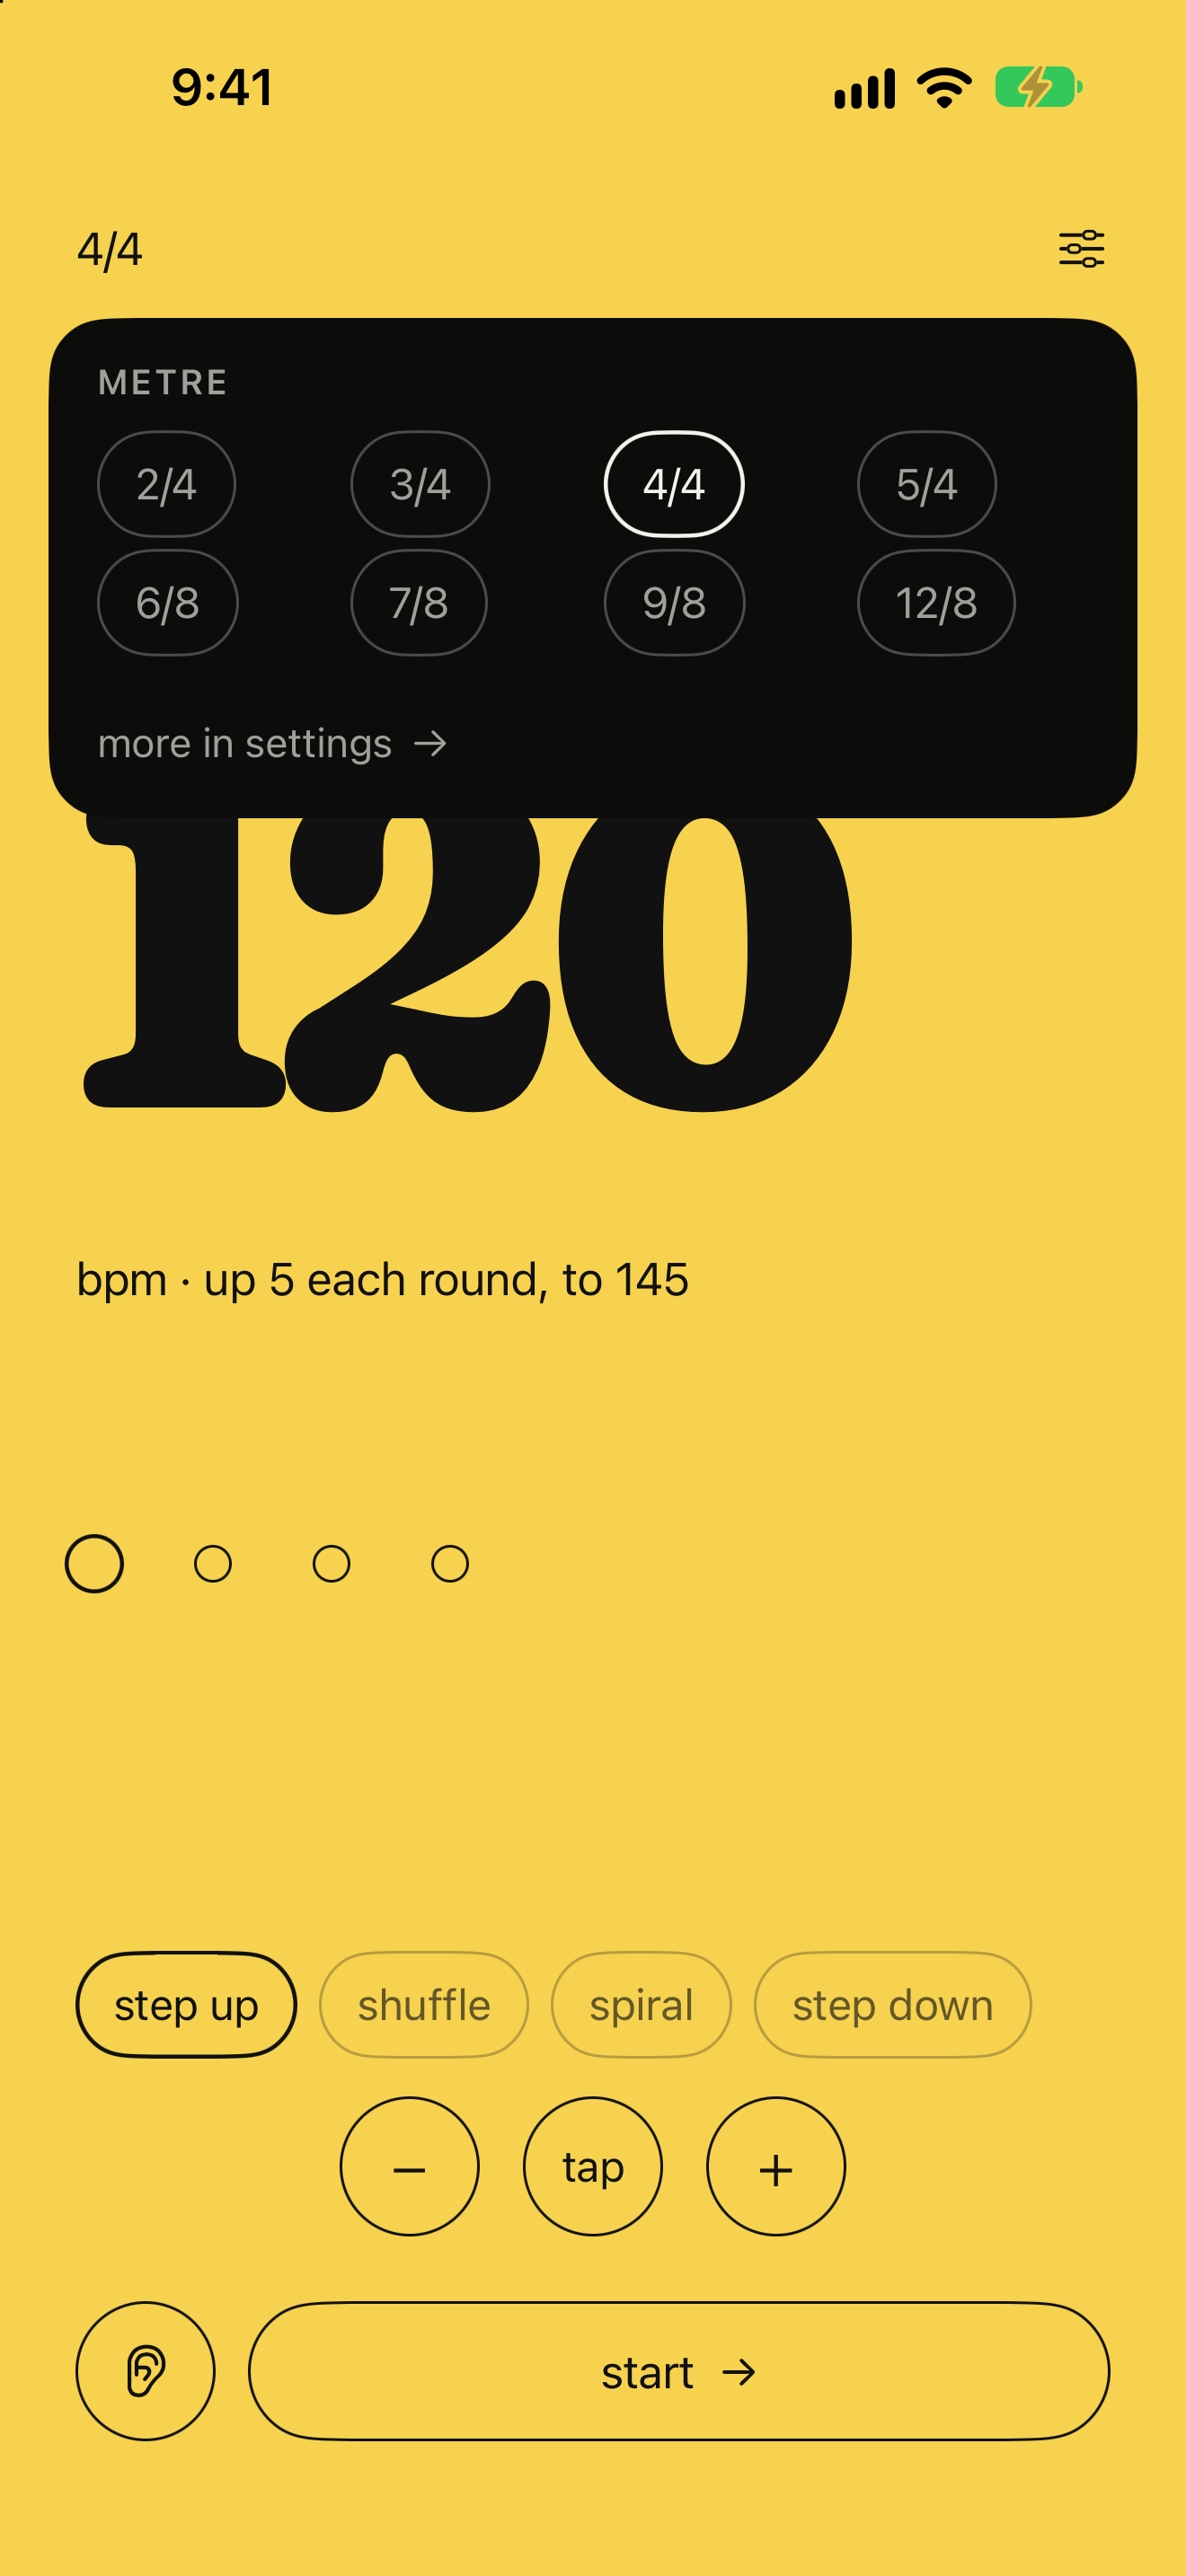 9:41
4/4
METRE
2/4 3/4 4/4 5/4
6/8 7/8 9/8 12/8
more in settings →
120
bpm · up 5 each round, to 145
step up shuffle spiral step down
− tap +
start →